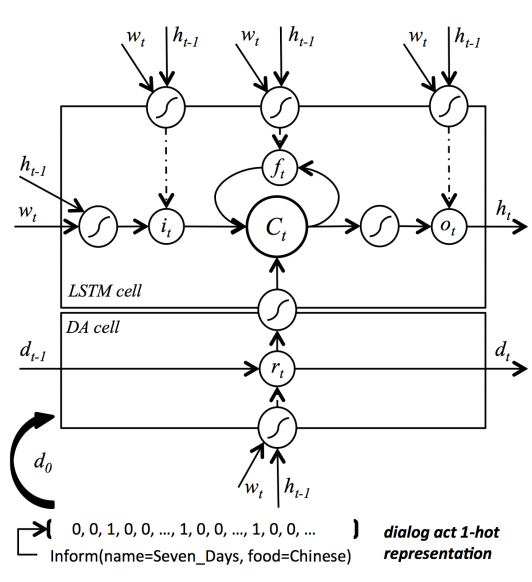 w_t h_{t-1} w_t h_{t-1} w_t h_{t-1}
f_t
h_{t-1}
w_t i_t C_t o_t h_t
LSTM cell
DA cell
d_{t-1} r_t d_t
d_0
w_t h_{t-1}
( 0, 0, 1, 0, 0, ..., 1, 0, 0, ..., 1, 0, 0, ... ) dialog act 1-hot
Inform(name=Seven_Days, food=Chinese) representation